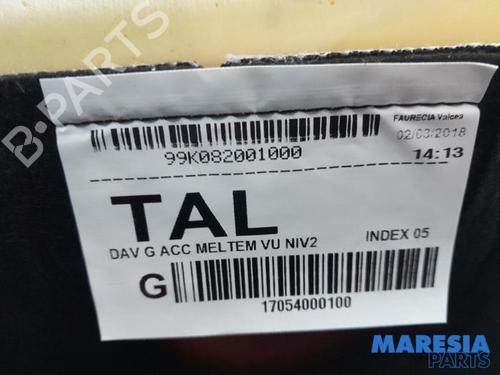 FAURECIA Valcea
02/03/2018
99K082001000
14:13
TAL
DAV G ACC MELTEM VU NIV2 INDEX 05
G
17054000100
B-PARTS
MARESIA
PARTS